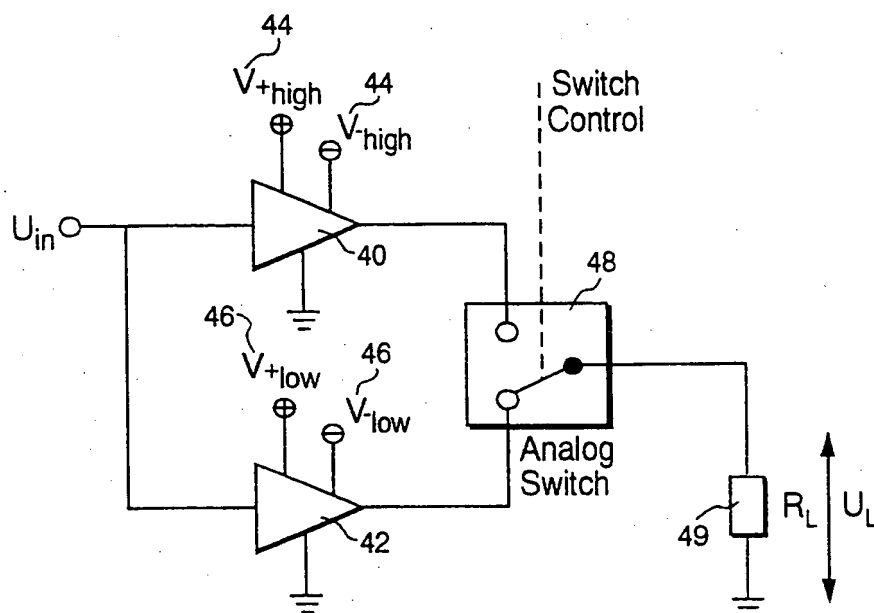 44
V+high
44
V-high
Switch
Control
Uin
40
48
46
V+low
46
V-low
Analog
Switch
42
49
RL
UL